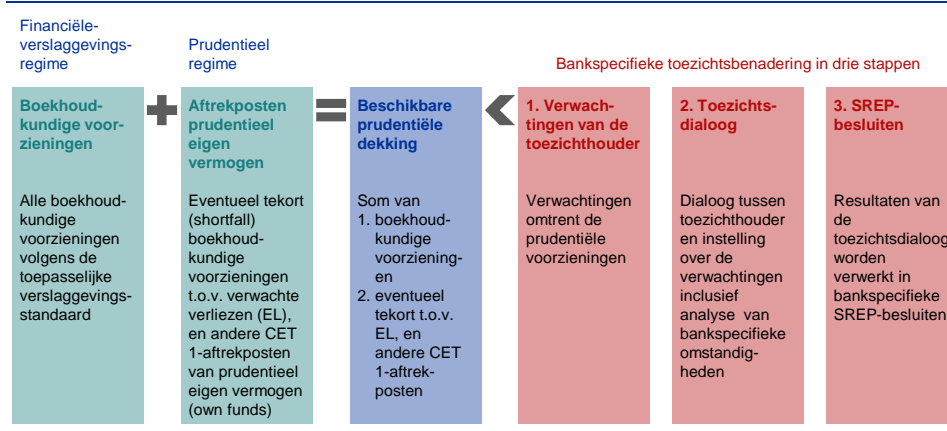 Financiële-
verslaggevings-
regime
Prudentieel
regime
Bankspecifieke toezichtsbenadering in drie stappen
Boekhoud-
kundige voor-
zieningen
Alle boekhoud-
kundige
voorzieningen
volgens de
toepasselijke
verslaggevings-
standaard
Aftrekposten
prudentieel
eigen
vermogen
Eventueel tekort
(shortfall)
boekhoud-
kundige
voorzieningen
t.o.v. verwachte
verliezen (EL),
en andere CET
1-aftrekposten
van prudentieel
eigen vermogen
(own funds)
Beschikbare
prudentiële
dekking
Som van
1. boekhoud-
kundige
voorziening-
en
2. eventueel
tekort t.o.v.
EL, en
andere CET
1-aftrek-
posten
1. Verwach-
tingen van de
toezichthouder
Verwachtingen
omtrent de
prudentiële
voorzieningen
2. Toezichts-
dialoog
Dialoog tussen
toezichthouder
en instelling
over de
verwachtingen
inclusief
analyse van
bankspecifieke
omstandig-
heden
3. SREP-
besluiten
Resultaten van
de
toezichtsdialoog
worden
verwerkt in
bankspecifieke
SREP-besluiten